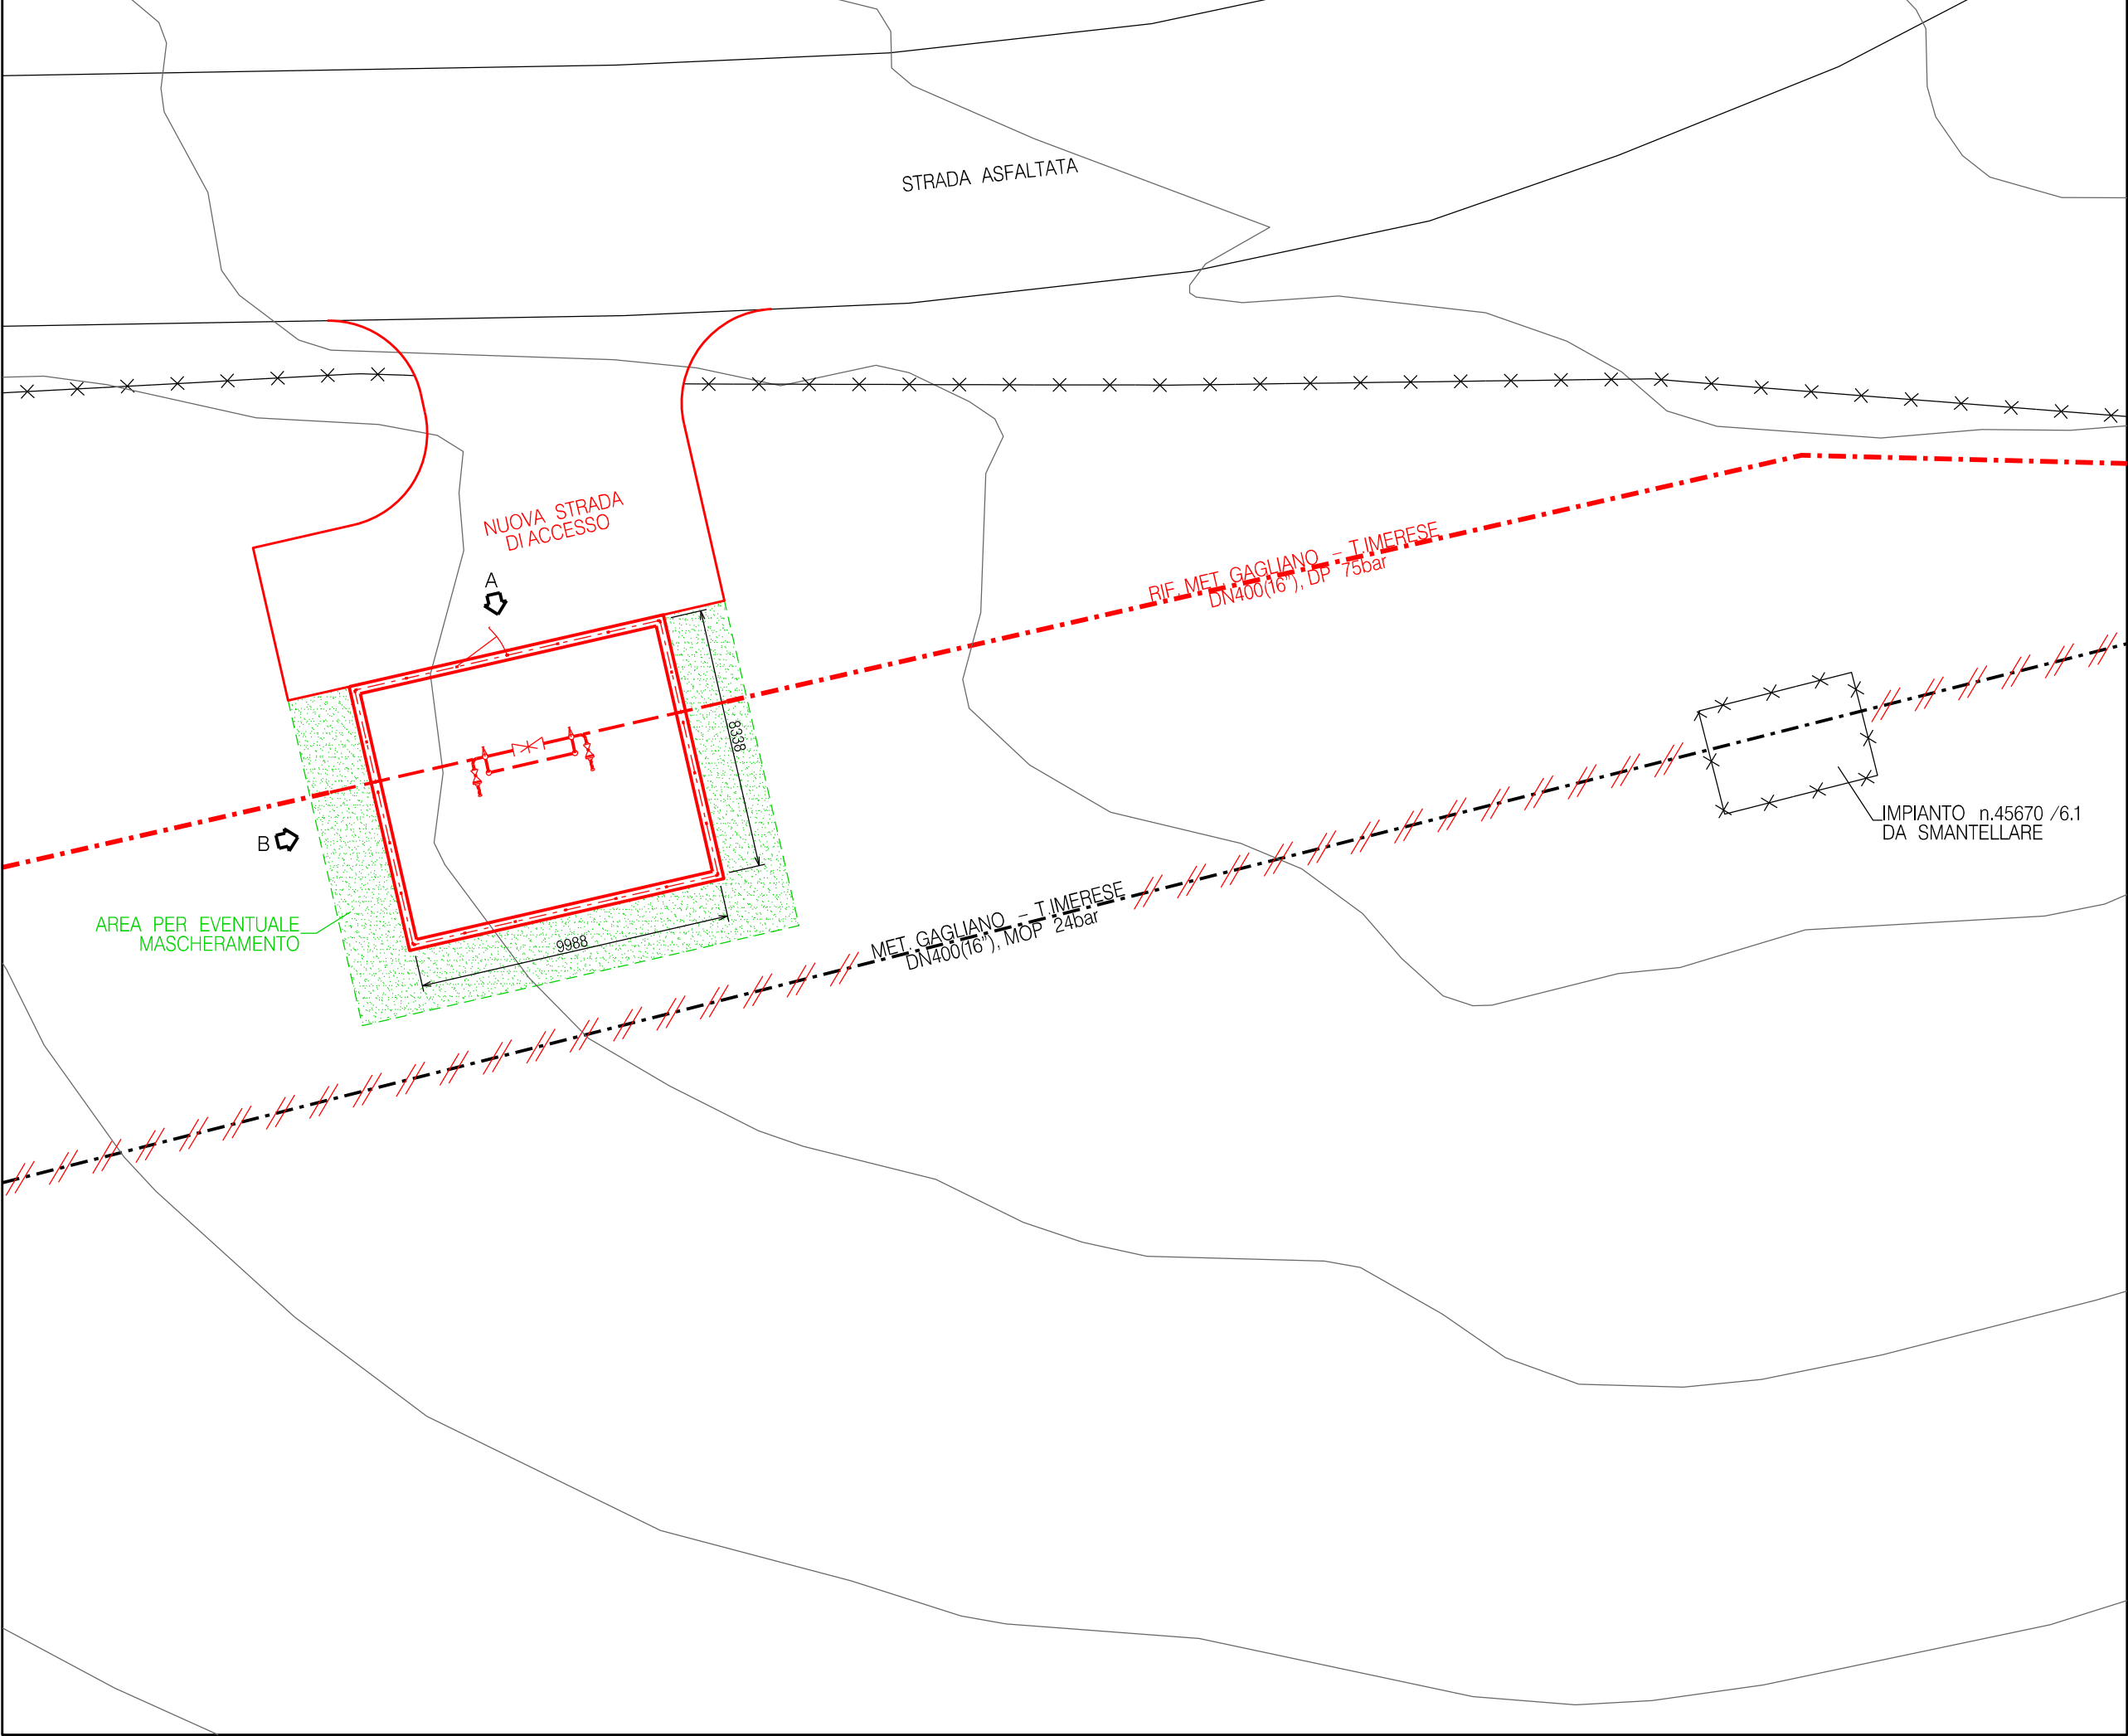 STRADA ASFALTATA
NUOVA STRADA
DI ACCESSO
A
RIF. MET. GAGLIANO – T.IMERESE
DN400(16"), DP 75bar
8338
B
IMPIANTO n.45670 /6.1
DA SMANTELLARE
AREA PER EVENTUALE
MASCHERAMENTO
9988
MET. GAGLIANO – T.IMERESE
DN400(16"), MOP 24bar